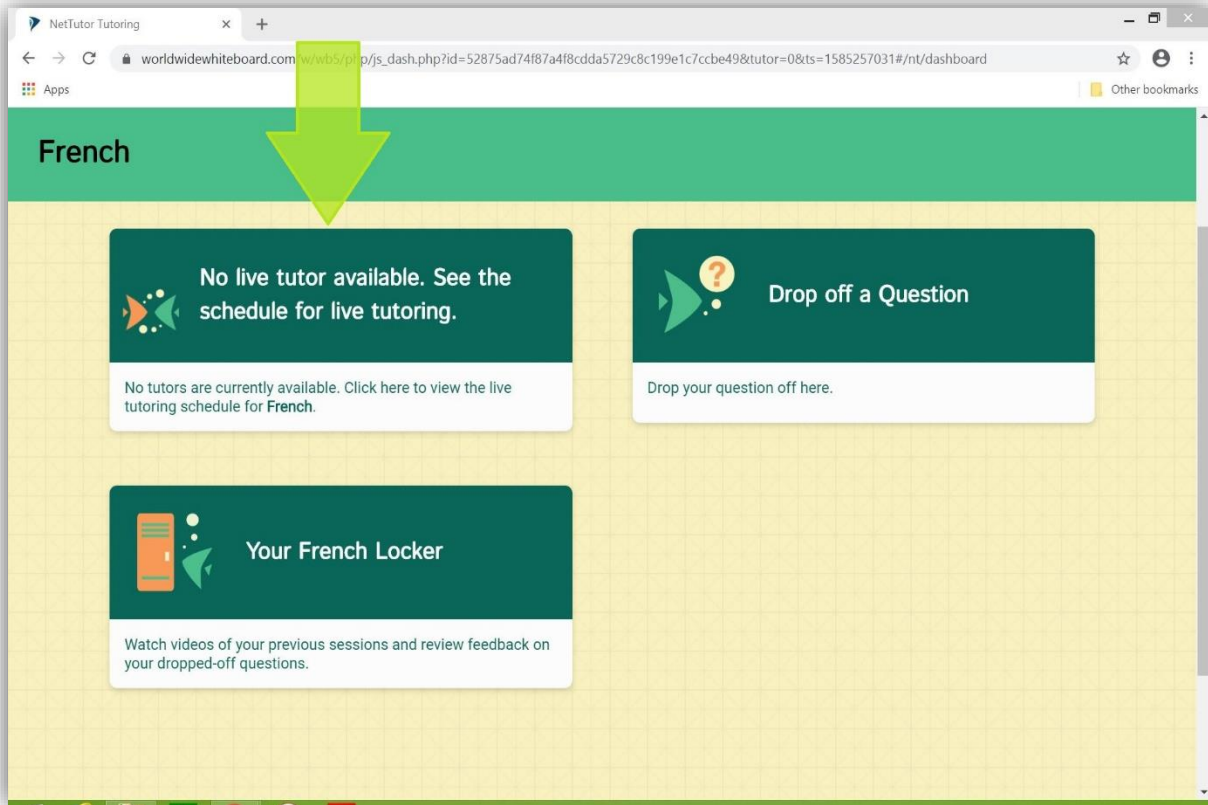 NetTutor Tutoring
worldwidewhiteboard.com/w/wb5/php/js_dash.php?id=52875ad74f87a4f8cdda5729c8c199e1c7ccbe49&tutor=0&ts=1585257031#/nt/dashboard
Apps
Other bookmarks
French
No live tutor available. See the
schedule for live tutoring.
No tutors are currently available. Click here to view the live
tutoring schedule for French.
Drop off a Question
Drop your question off here.
Your French Locker
Watch videos of your previous sessions and review feedback on
your dropped-off questions.